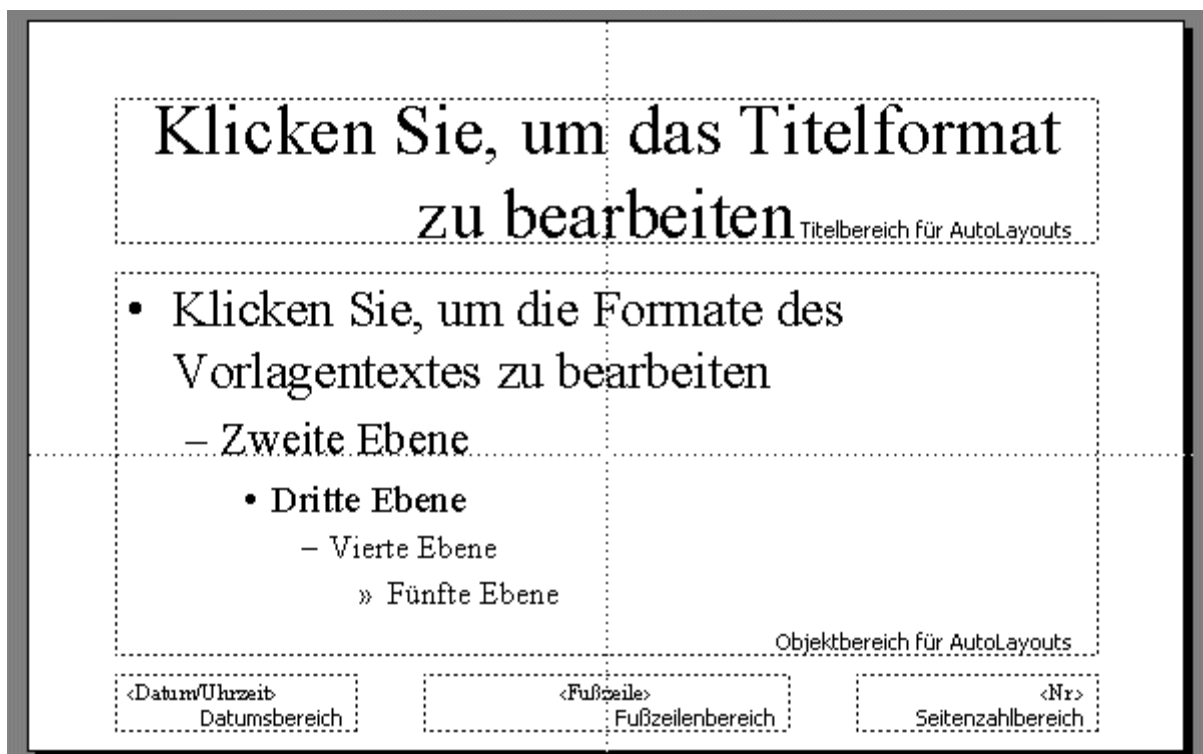 Klicken Sie, um das Titelformat
zu bearbeiten Titelbereich für AutoLayouts
• Klicken Sie, um die Formate des
Vorlagentextes zu bearbeiten
– Zweite Ebene
• Dritte Ebene
– Vierte Ebene
» Fünfte Ebene
Objektbereich für AutoLayouts
<Datum/Uhrzeit> <Fußzeile> <Nr>
Datumsbereich Fußzeilenbereich Seitenzahlbereich